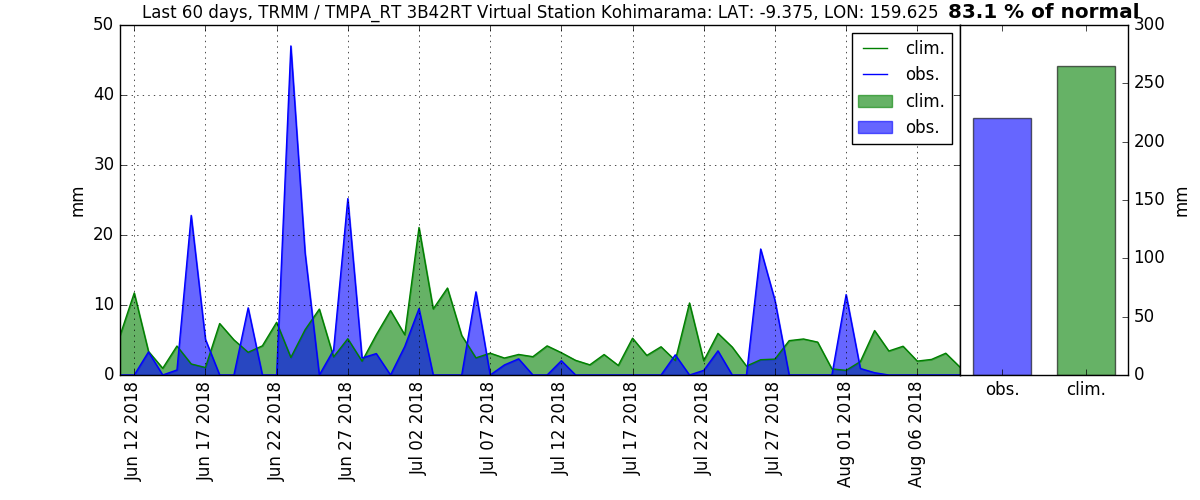 Last 60 days, TRMM / TMPA_RT 3B42RT Virtual Station Kohimarama: LAT: -9.375, LON: 159.625 83.1 % of normal
50
40
30
20
10
0
mm
clim.
obs.
clim.
obs.
300
250
200
150
100
50
0
mm
Jun 12 2018
Jun 17 2018
Jun 22 2018
Jun 27 2018
Jul 02 2018
Jul 07 2018
Jul 12 2018
Jul 17 2018
Jul 22 2018
Jul 27 2018
Aug 01 2018
Aug 06 2018
obs.
clim.